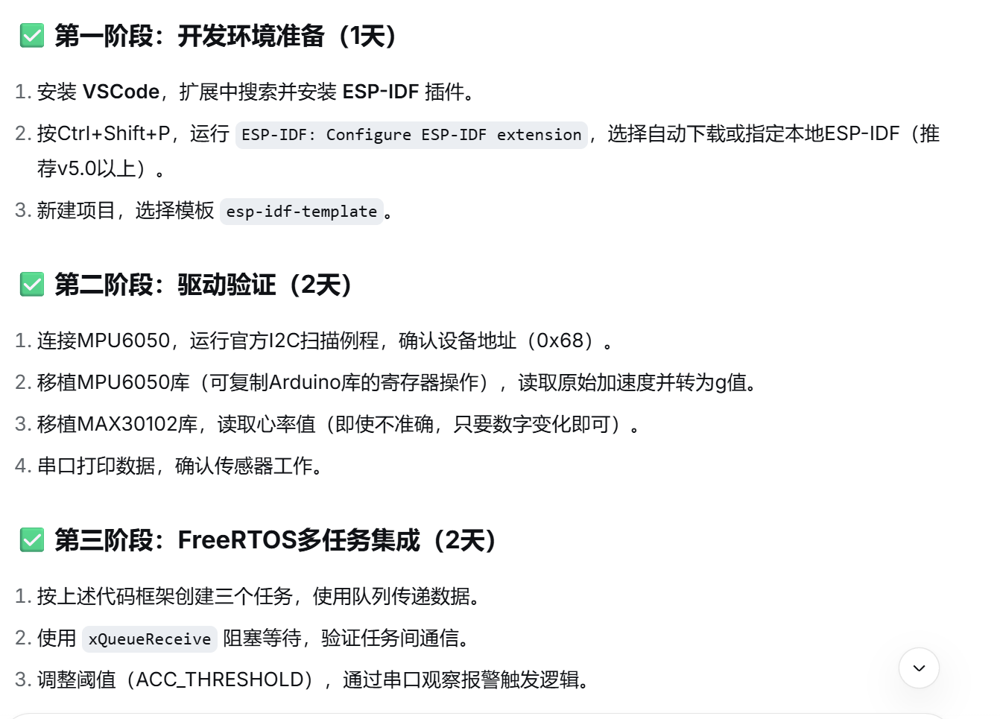 ✅ 第一阶段：开发环境准备（1天）
1. 安装 VSCode，扩展中搜索并安装 ESP-IDF 插件。
2. 按Ctrl+Shift+P，运行 ESP-IDF: Configure ESP-IDF extension，选择自动下载或指定本地ESP-IDF（推
荐v5.0以上）。
3. 新建项目，选择模板 esp-idf-template。
✅ 第二阶段：驱动验证（2天）
1. 连接MPU6050，运行官方I2C扫描例程，确认设备地址（0x68）。
2. 移植MPU6050库（可复制Arduino库的寄存器操作），读取原始加速度并转为g值。
3. 移植MAX30102库，读取心率值（即使不准确，只要数字变化即可）。
4. 串口打印数据，确认传感器工作。
✅ 第三阶段：FreeRTOS多任务集成（2天）
1. 按上述代码框架创建三个任务，使用队列传递数据。
2. 使用 xQueueReceive 阻塞等待，验证任务间通信。
3. 调整阈值（ACC_THRESHOLD），通过串口观察报警触发逻辑。